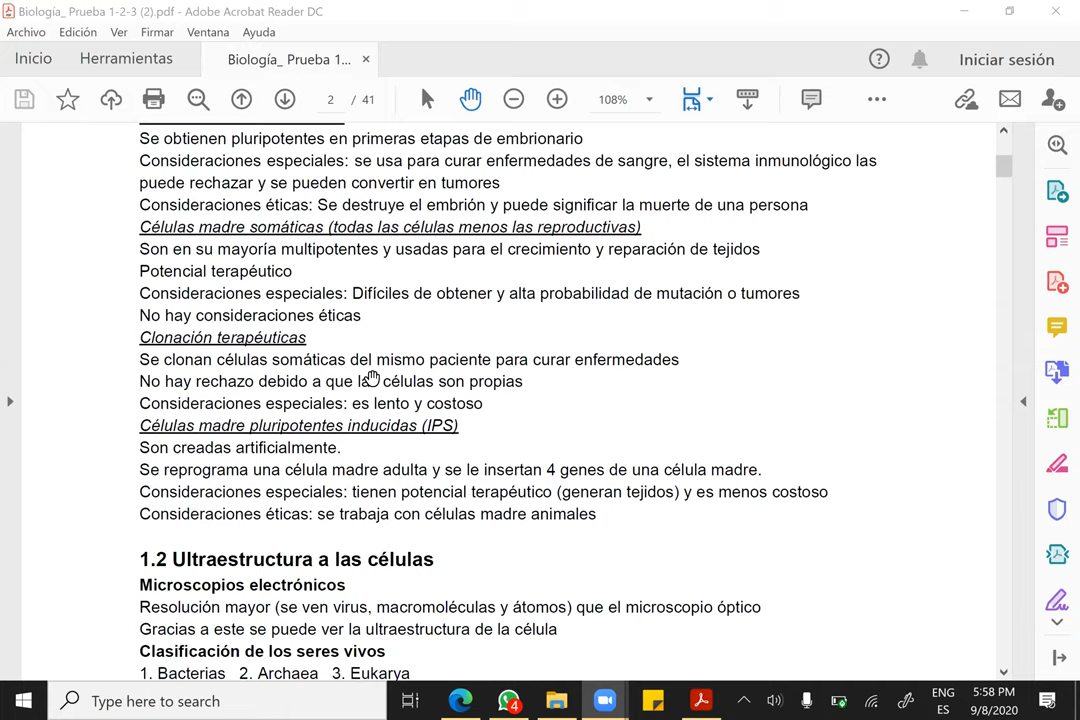 Biología_ Prueba 1-2-3 (2).pdf - Adobe Acrobat Reader DC
Archivo Edición Ver Firmar Ventana Ayuda
Inicio Herramientas Biología_ Prueba 1... × Iniciar sesión
2 / 41 108%
Se obtienen pluripotentes en primeras etapas de embrionario
Consideraciones especiales: se usa para curar enfermedades de sangre, el sistema inmunológico las
puede rechazar y se pueden convertir en tumores
Consideraciones éticas: Se destruye el embrión y puede significar la muerte de una persona
Células madre somáticas (todas las células menos las reproductivas)
Son en su mayoría multipotentes y usadas para el crecimiento y reparación de tejidos
Potencial terapéutico
Consideraciones especiales: Difíciles de obtener y alta probabilidad de mutación o tumores
No hay consideraciones éticas
Clonación terapéuticas
Se clonan células somáticas del mismo paciente para curar enfermedades
No hay rechazo debido a que las células son propias
Consideraciones especiales: es lento y costoso
Células madre pluripotentes inducidas (IPS)
Son creadas artificialmente.
Se reprograma una célula madre adulta y se le insertan 4 genes de una célula madre.
Consideraciones especiales: tienen potencial terapéutico (generan tejidos) y es menos costoso
Consideraciones éticas: se trabaja con células madre animales
1.2 Ultraestructura a las células
Microscopios electrónicos
Resolución mayor (se ven virus, macromoléculas y átomos) que el microscopio óptico
Gracias a este se puede ver la ultraestructura de la célula
Clasificación de los seres vivos
1. Bacterias 2. Archaea 3. Eukarya
Type here to search 4 ENG 5:58 PM
ES 9/8/2020